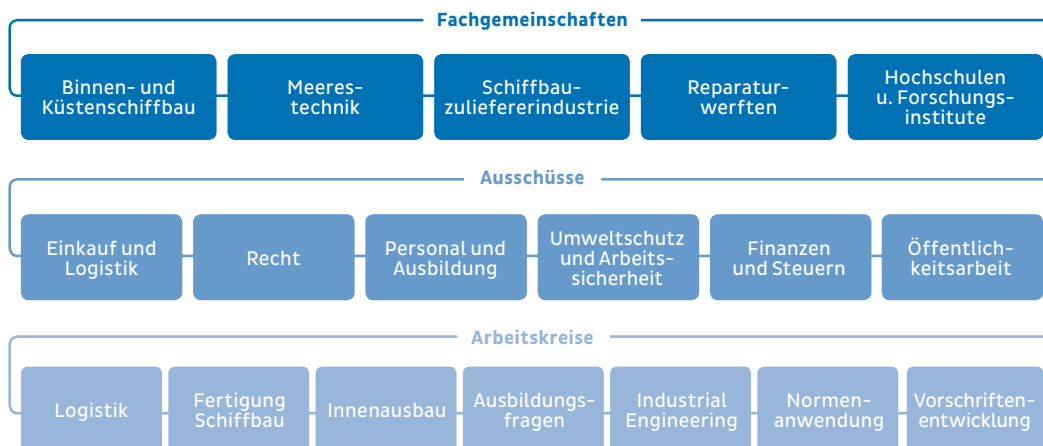 Fachgemeinschaften
Binnen- und
Küstenschiffbau
Meeres-
technik
Schiffbau-
zuliefererindustrie
Reparatur-
werften
Hochschulen
u. Forschungs-
institute
Ausschüsse
Einkauf und
Logistik
Recht
Personal und
Ausbildung
Umweltschutz
und Arbeits-
sicherheit
Finanzen
und Steuern
Öffentlich-
keitsarbeit
Arbeitskreise
Logistik
Fertigung
Schiffbau
Innenausbau
Ausbildungs-
fragen
Industrial
Engineering
Normen-
anwendung
Vorschriften-
entwicklung